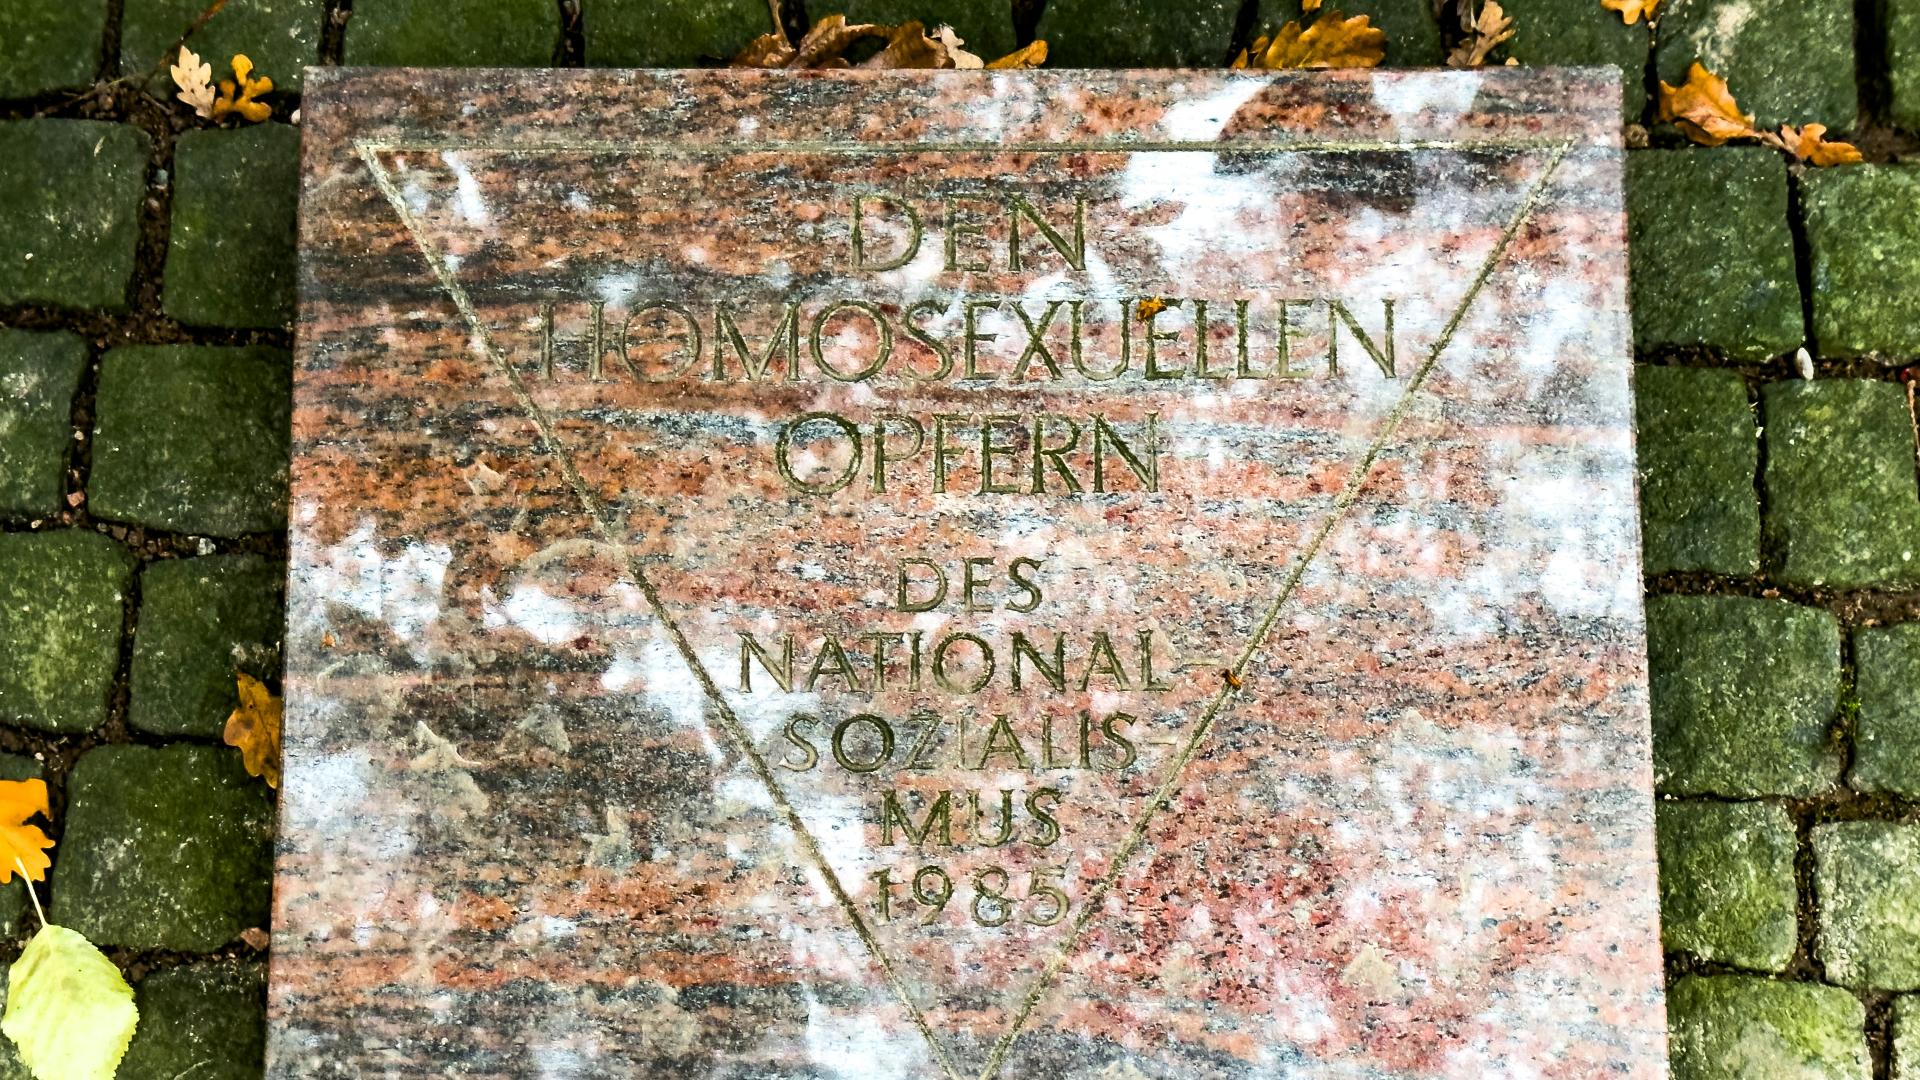 DEN
HOMOSEXUELLEN
OPFERN
DES
NATIONAL-
SOZIALIS-
MUS
1985